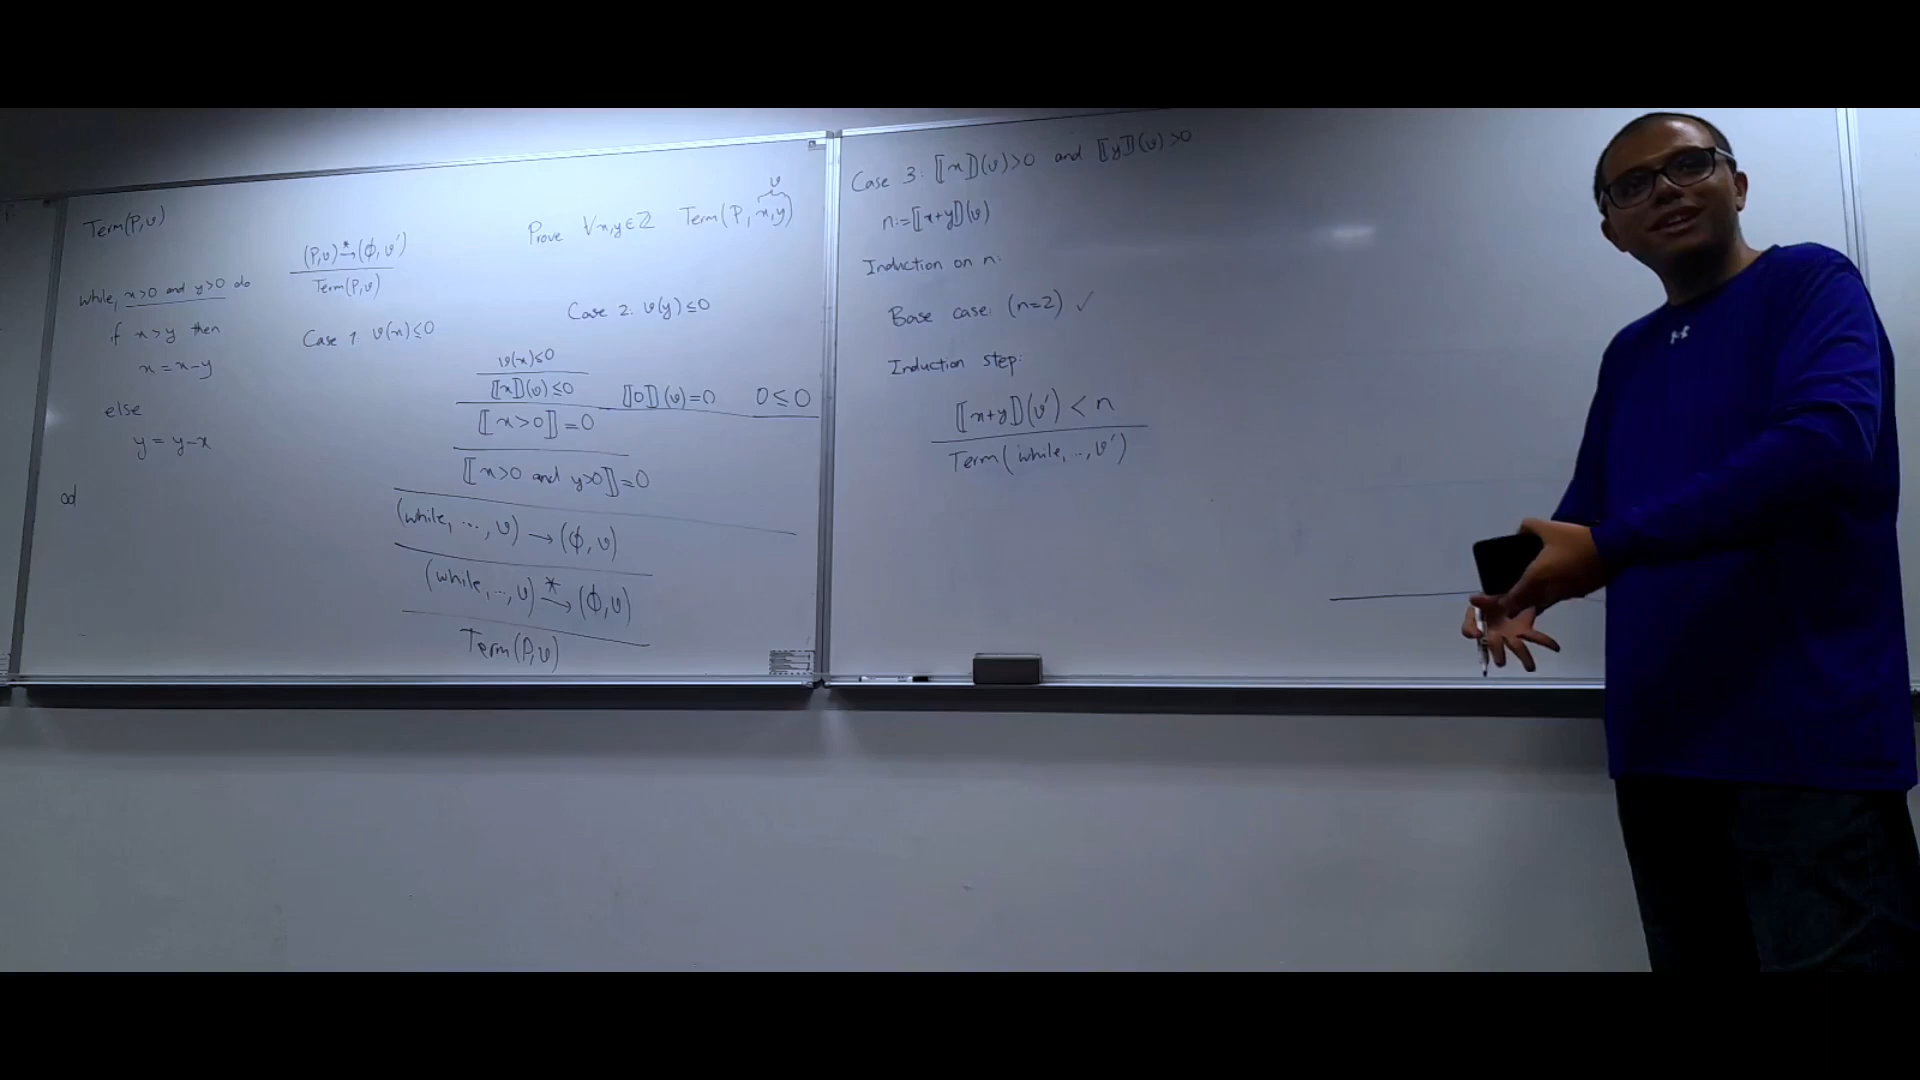 Term(P,v)
(P,v) →* (ϕ, v')
Term(P,v)
while, x>0 and y>0 do
if x>y then
x = x-y
else
y = y-x
od
Prove ∀x,y∈ℤ Term(P, x,y)
v
Case 1: v(x)≤0
Case 2: v(y)≤0
v(x)≤0
⟦x⟧(v)≤0 ⟦0⟧(v)=0 0≤0
⟦x>0⟧=0
⟦x>0 and y>0⟧=0
(while, ..., v) → (ϕ, v)
(while, ..., v) →* (ϕ, v)
Term(P,v)
Case 3: ⟦x⟧(v)>0 and ⟦y⟧(v)>0
n:=⟦x+y⟧(v)
Induction on n:
Base case: (n=2) ✓
Induction step:
⟦x+y⟧(v') < n
Term(while, ..., v')